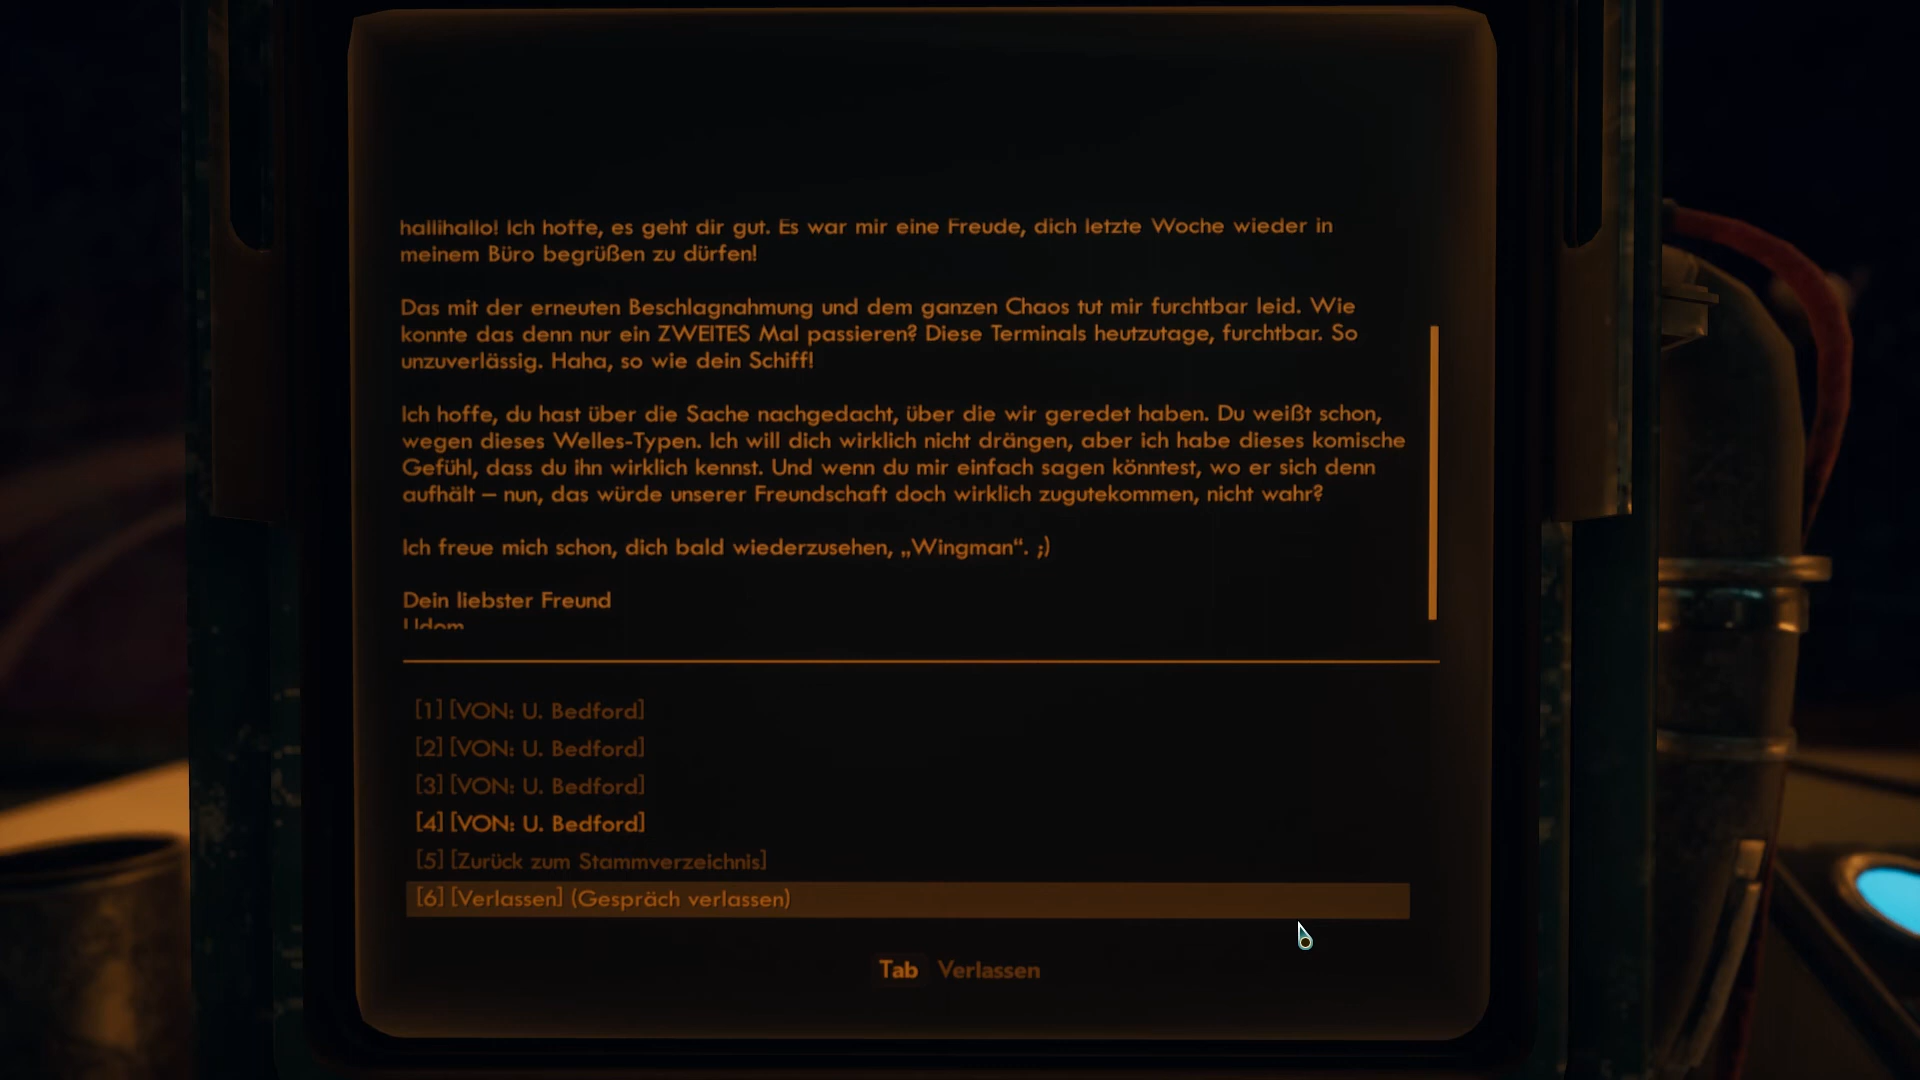 hallihallo! Ich hoffe, es geht dir gut. Es war mir eine Freude, dich letzte Woche wieder in
meinem Büro begrüßen zu dürfen!
Das mit der erneuten Beschlagnahmung und dem ganzen Chaos tut mir furchtbar leid. Wie
konnte das denn nur ein ZWEITES Mal passieren? Diese Terminals heutzutage, furchtbar. So
unzuverlässig. Haha, so wie dein Schiff!
Ich hoffe, du hast über die Sache nachgedacht, über die wir geredet haben. Du weißt schon,
wegen dieses Welles-Typen. Ich will dich wirklich nicht drängen, aber ich habe dieses komische
Gefühl, dass du ihn wirklich kennst. Und wenn du mir einfach sagen könntest, wo er sich denn
aufhält – nun, das würde unserer Freundschaft doch wirklich zugutekommen, nicht wahr?
Ich freue mich schon, dich bald wiederzusehen, „Wingman“. ;)
Dein liebster Freund
Udom
[1] [VON: U. Bedford]
[2] [VON: U. Bedford]
[3] [VON: U. Bedford]
[4] [VON: U. Bedford]
[5] [Zurück zum Stammverzeichnis]
[6] [Verlassen] (Gespräch verlassen)
Tab Verlassen